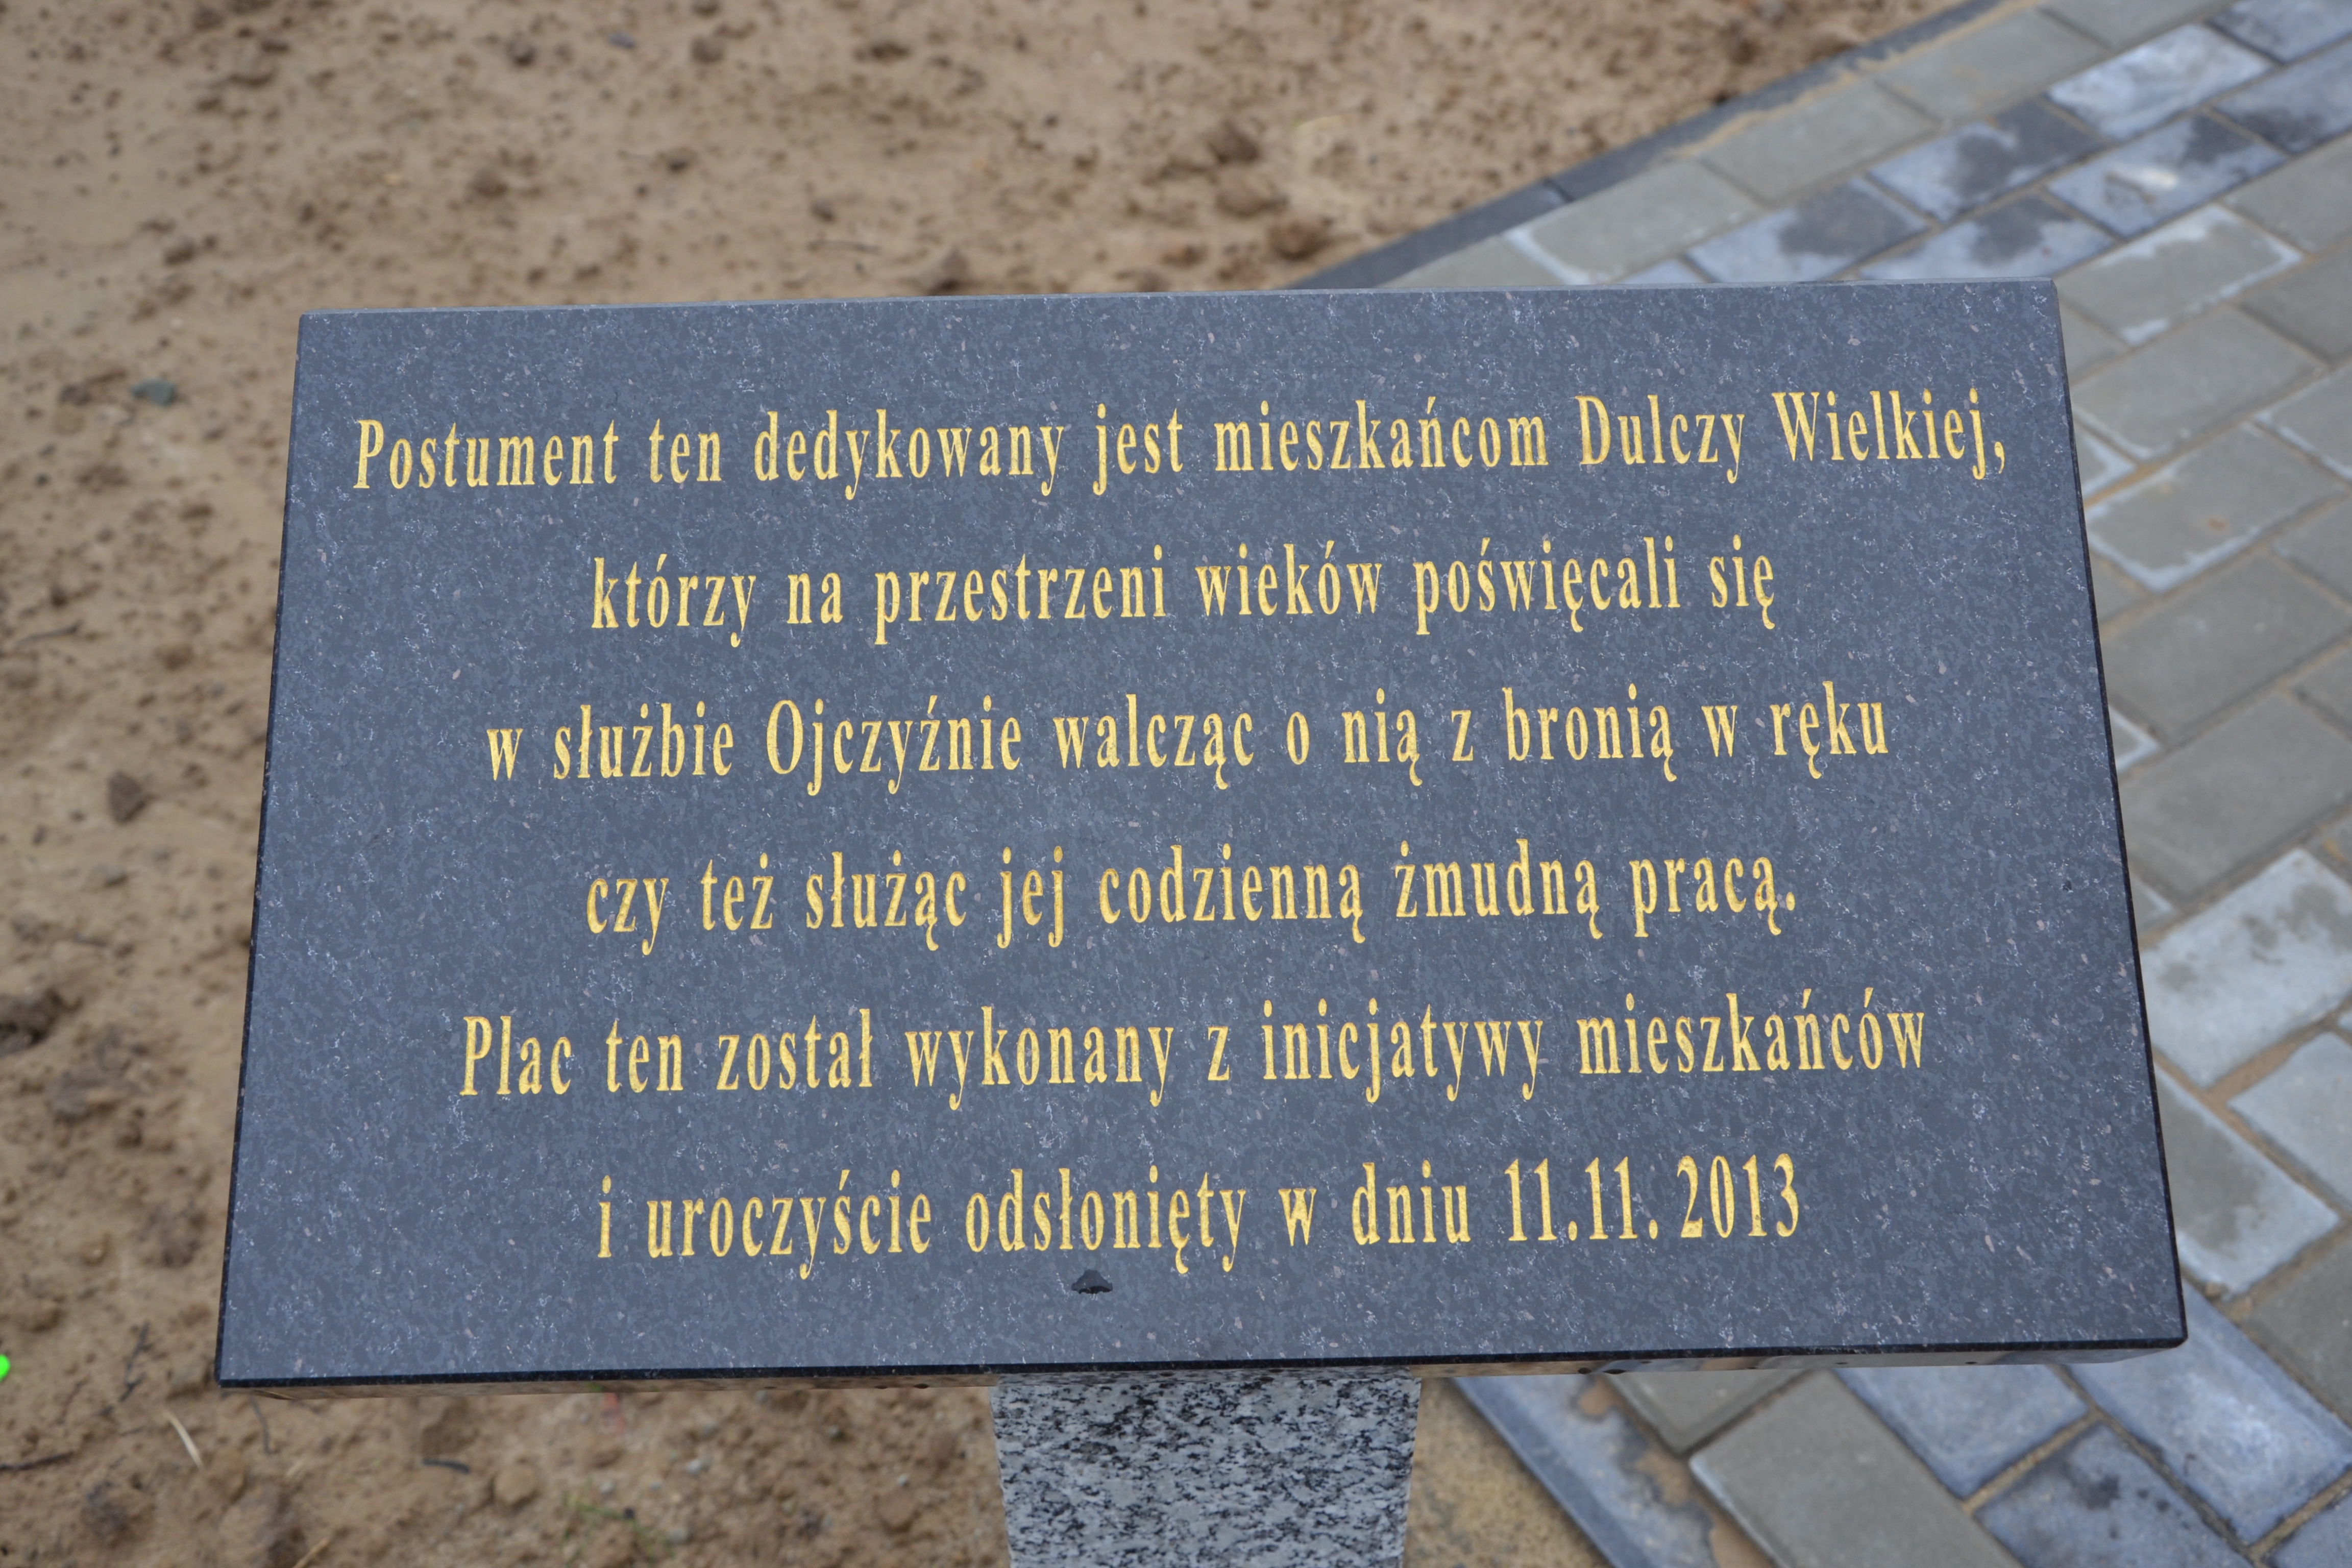 Postument ten dedykowany jest mieszkańcom Dulczy Wielkiej,
którzy na przestrzeni wieków poświęcali się
w służbie Ojczyźnie walcząc o nią z bronią w ręku
czy też służąc jej codzienną żmudną pracą.
Plac ten został wykonany z inicjatywy mieszkańców
i uroczyście odsłonięty w dniu 11.11.2013